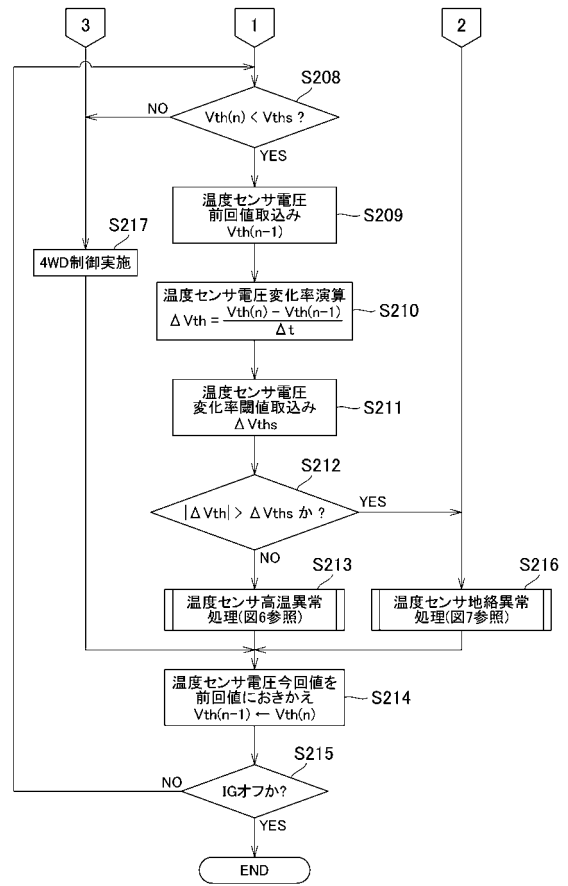 3
1
2
S208
NO
Vth(n) < Vths ?
YES
温度センサ電圧
前回値取込み
Vth(n−1)
S209
S217
4WD制御実施
温度センサ電圧変化率演算
ΔVth = Vth(n) − Vth(n−1)
Δt
S210
温度センサ電圧
変化率閾値取込み
ΔVths
S211
S212
|ΔVth| > ΔVths か ?
YES
NO
S213
温度センサ高温異常
処理(図6参照)
S216
温度センサ地絡異常
処理(図7参照)
温度センサ電圧今回値を
前回値におきかえ
Vth(n−1) ← Vth(n)
S214
S215
NO
IGオフか?
YES
END